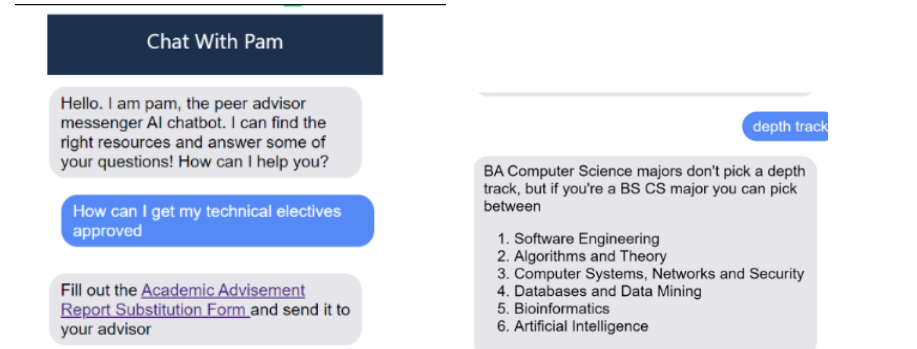 Chat With Pam
Hello. I am pam, the peer advisor
messenger AI chatbot. I can find the
right resources and answer some of
your questions! How can I help you?
How can I get my technical electives
approved
Fill out the Academic Advisement
Report Substitution Form and send it to
your advisor
depth track
BA Computer Science majors don't pick a depth
track, but if you're a BS CS major you can pick
between
1. Software Engineering
2. Algorithms and Theory
3. Computer Systems, Networks and Security
4. Databases and Data Mining
5. Bioinformatics
6. Artificial Intelligence